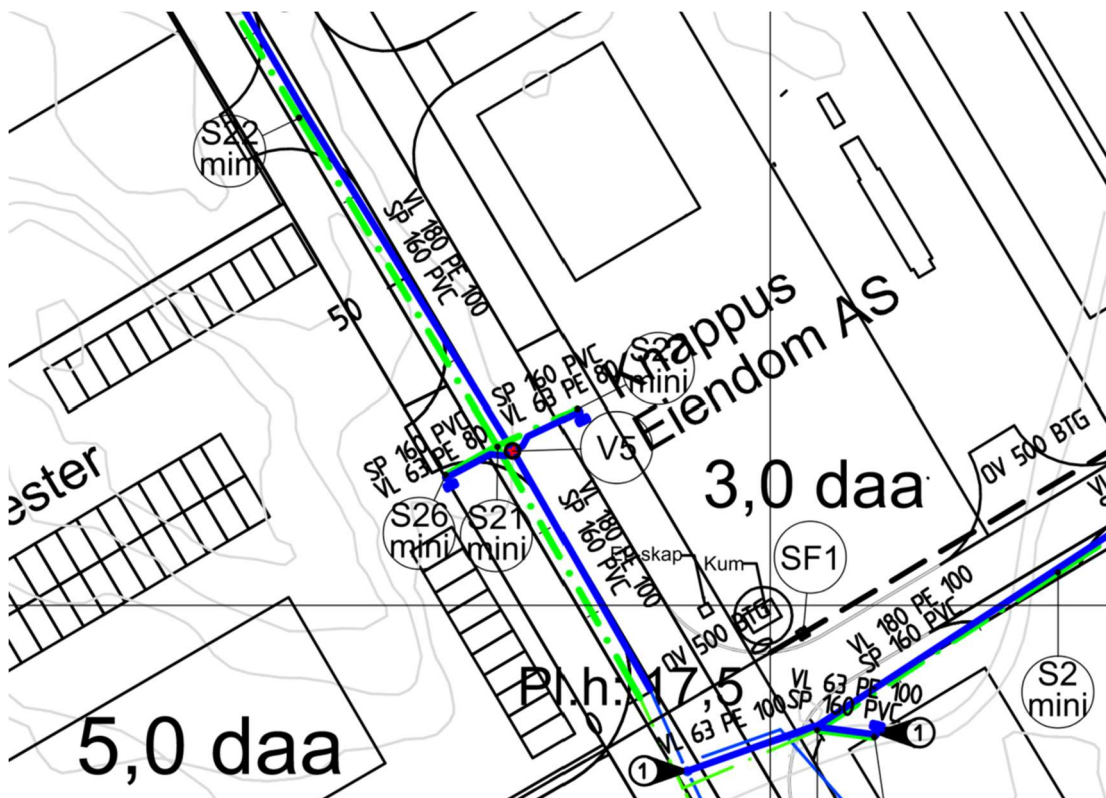 S22
mini
VL 180 PE 100
SP 160 PVC
50
Knappus
Eiendom AS
mini
SP 160 PVC
VL 63 PE 80
V5
SP 160 PVC
VL 63 PE 80
ester
S26
mini
S21
mini
3,0 daa
OV 500 BTG
VL 180 PE 100
SP 160 PVC
Kum
SF1
OV 500 BTG
VL 180 PE 100
SP 160 PVC
S2
mini
Pl.h: 17,5
0
VL 63 PE 100
SP 160 PVC
VL 63 PE 100
1
1
5,0 daa